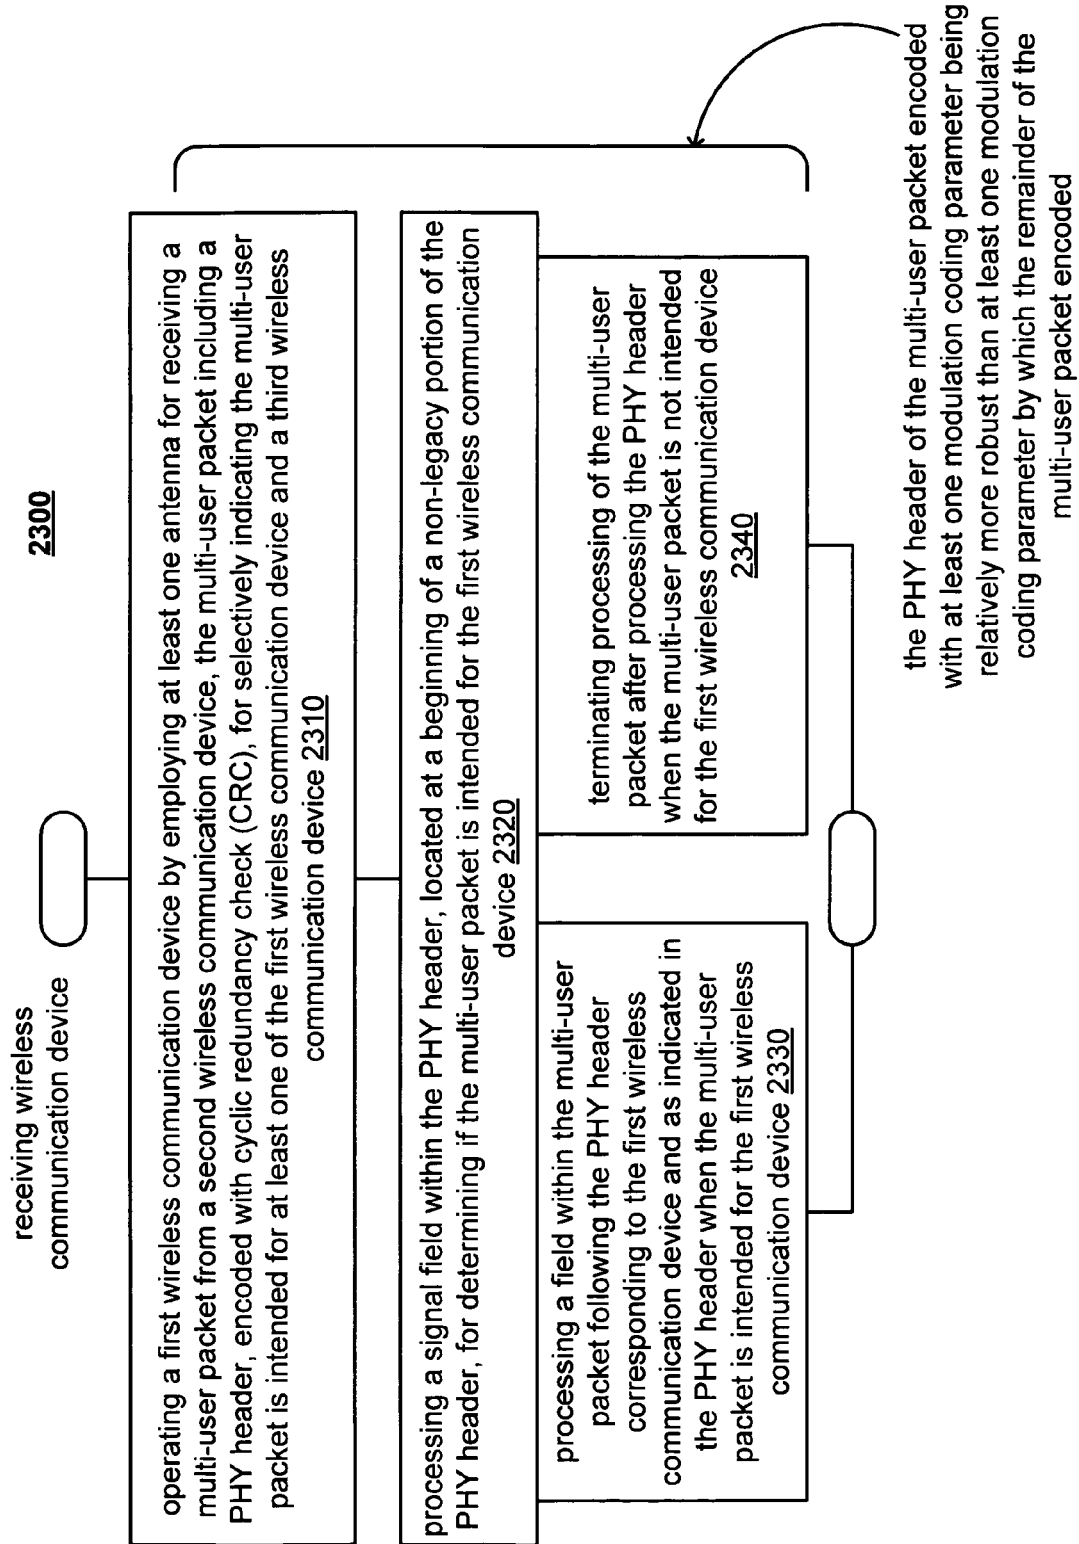 2300
receiving wireless
communication device
operating a first wireless communication device by employing at least one antenna for receiving a
multi-user packet from a second wireless communication device, the multi-user packet including a
PHY header, encoded with cyclic redundancy check (CRC), for selectively indicating the multi-user
packet is intended for at least one of the first wireless communication device and a third wireless
communication device 2310
processing a signal field within the PHY header, located at a beginning of a non-legacy portion of the
PHY header, for determining if the multi-user packet is intended for the first wireless communication
device 2320
processing a field within the multi-user
packet following the PHY header
corresponding to the first wireless
communication device and as indicated in
the PHY header when the multi-user
packet is intended for the first wireless
communication device 2330
terminating processing of the multi-user
packet after processing the PHY header
when the multi-user packet is not intended
for the first wireless communication device
2340
the PHY header of the multi-user packet encoded
with at least one modulation coding parameter being
relatively more robust than at least one modulation
coding parameter by which the remainder of the
multi-user packet encoded